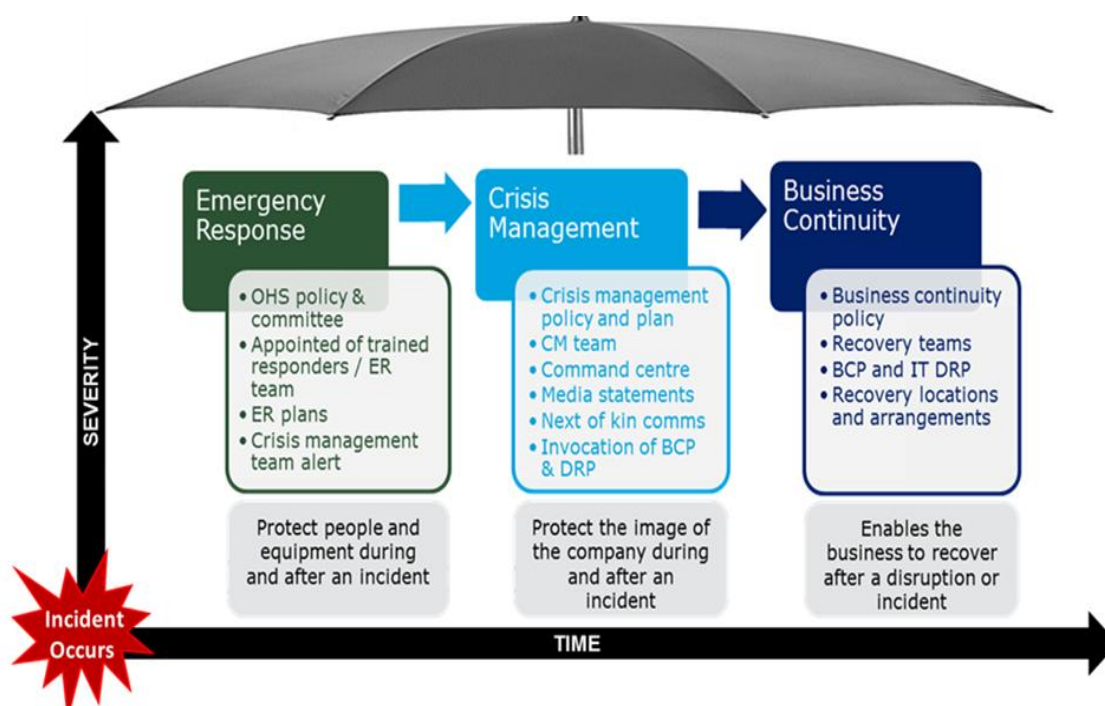 Emergency
Response
Crisis
Management
Business
Continuity
• OHS policy &
committee
• Appointed of trained
responders / ER
team
• ER plans
• Crisis management
team alert
• Crisis management
policy and plan
• CM team
• Command centre
• Media statements
• Next of kin comms
• Invocation of BCP
& DRP
• Business continuity
policy
• Recovery teams
• BCP and IT DRP
• Recovery locations
and arrangements
Protect people and
equipment during
and after an incident
Protect the image of
the company during
and after an
incident
Enables the
business to recover
after a disruption or
incident
SEVERITY
Incident
Occurs
TIME